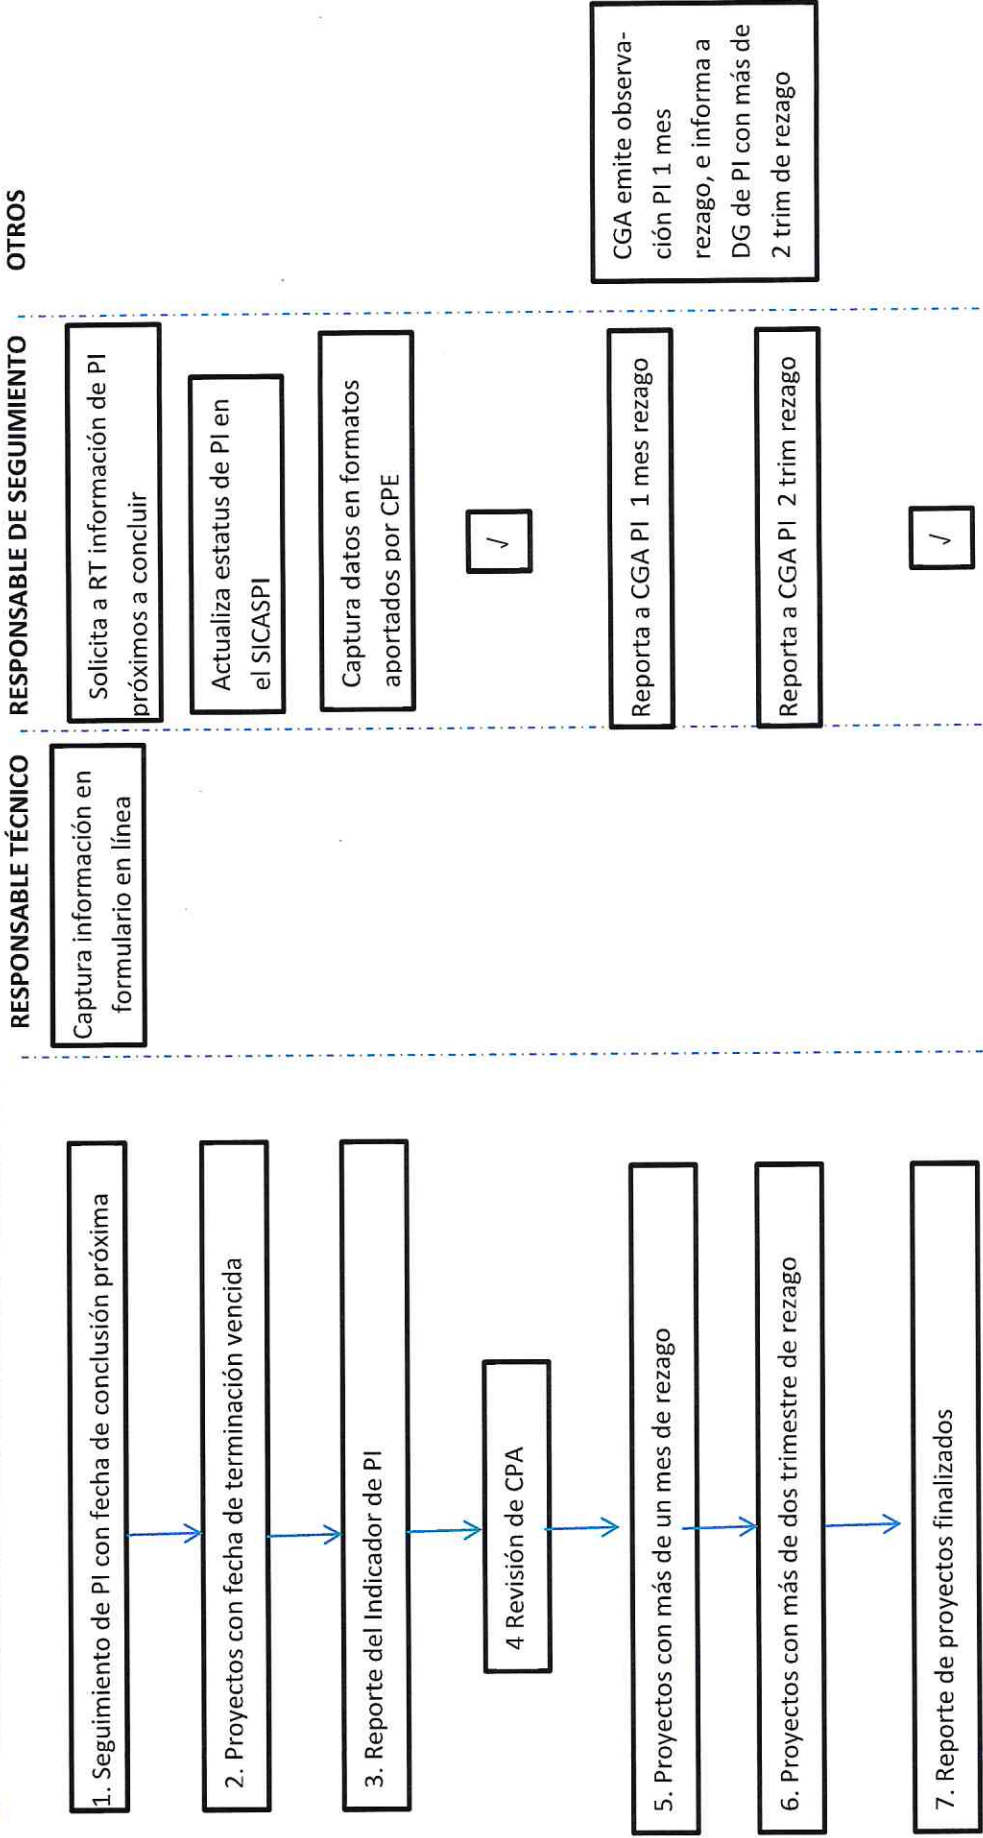 RESPONSABLE TÉCNICO
RESPONSABLE DE SEGUIMIENTO
OTROS
1. Seguimiento de PI con fecha de conclusión próxima
Captura información en
formulario en línea
Solicita a RT información de PI
próximos a concluir
2. Proyectos con fecha de terminación vencida
Actualiza estatus de PI en
el SICASPI
3. Reporte del Indicador de PI
Captura datos en formatos
aportados por CPE
4 Revisión de CPA
√
5. Proyectos con más de un mes de rezago
Reporta a CGA PI 1 mes rezago
CGA emite observa-
ción PI 1 mes
rezago, e informa a
DG de PI con más de
2 trim de rezago
6. Proyectos con más de dos trimestre de rezago
Reporta a CGA PI 2 trim rezago
7. Reporte de proyectos finalizados
√